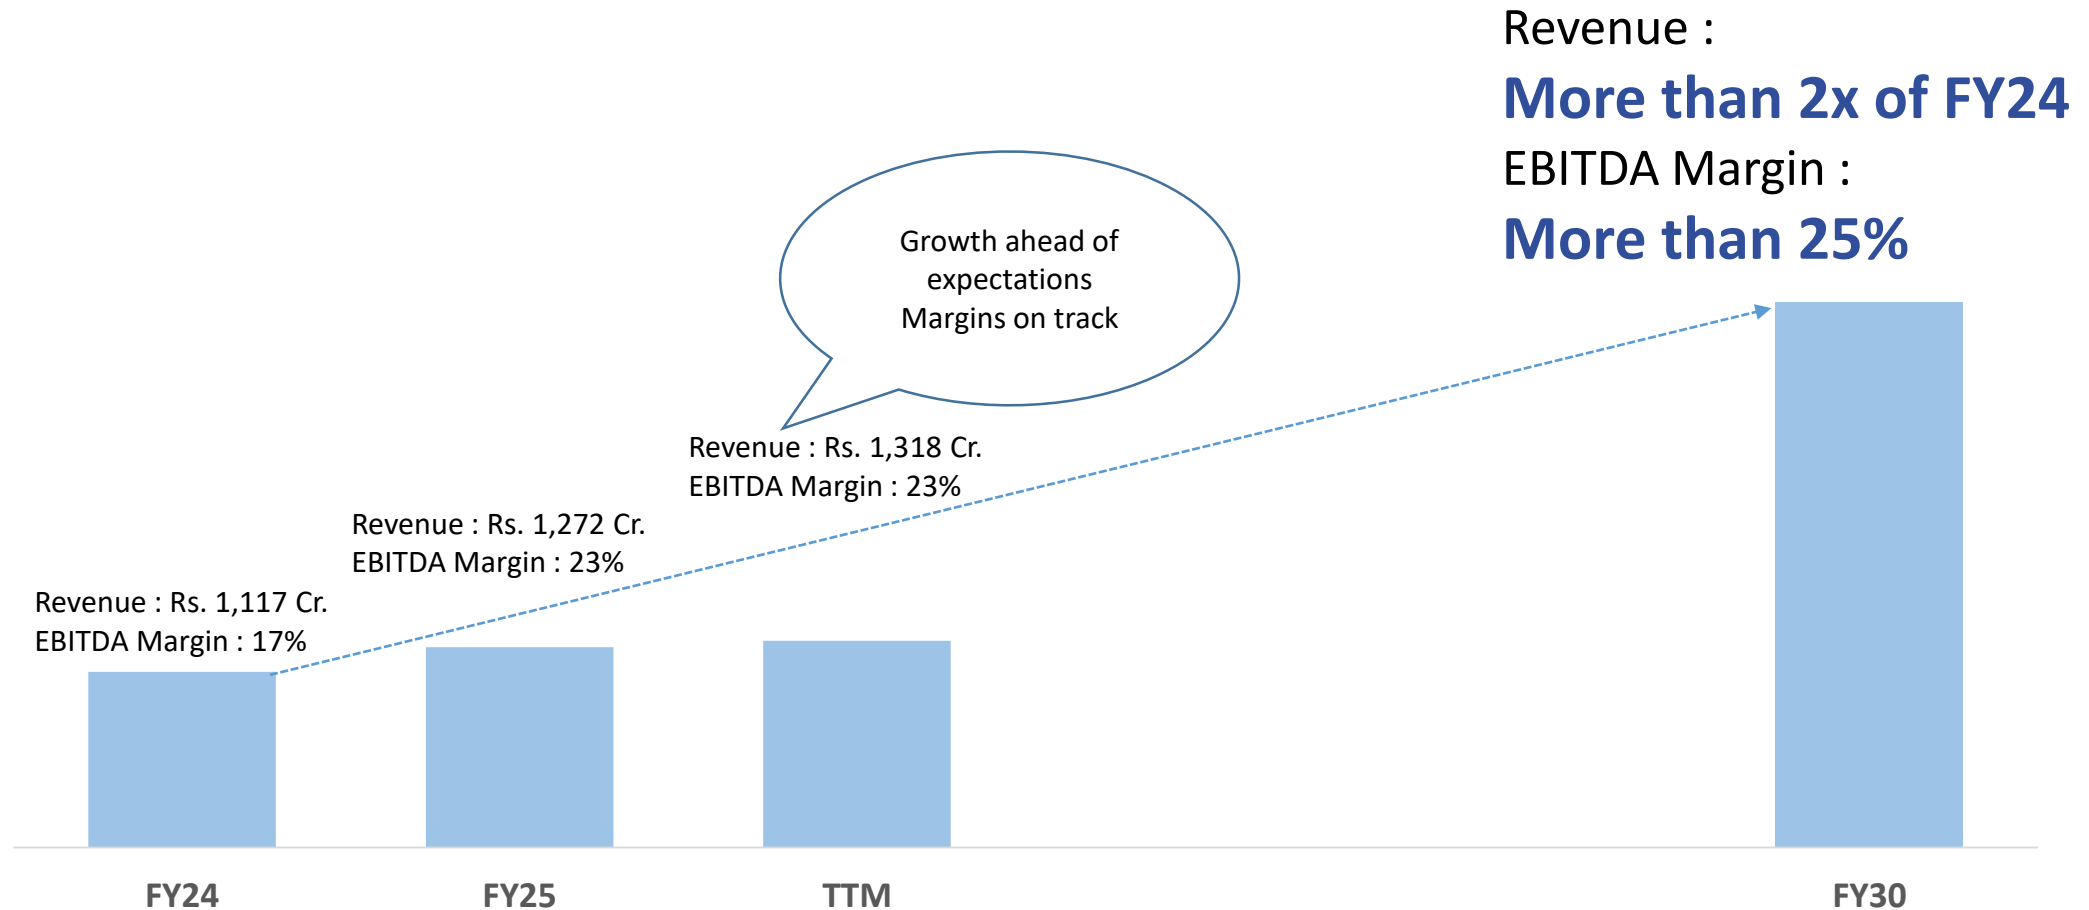 Revenue :
More than 2x of FY24
EBITDA Margin :
More than 25%
Growth ahead of
expectations
Margins on track
Revenue : Rs. 1,318 Cr.
EBITDA Margin : 23%
Revenue : Rs. 1,272 Cr.
EBITDA Margin : 23%
Revenue : Rs. 1,117 Cr.
EBITDA Margin : 17%
FY24
FY25
TTM
FY30